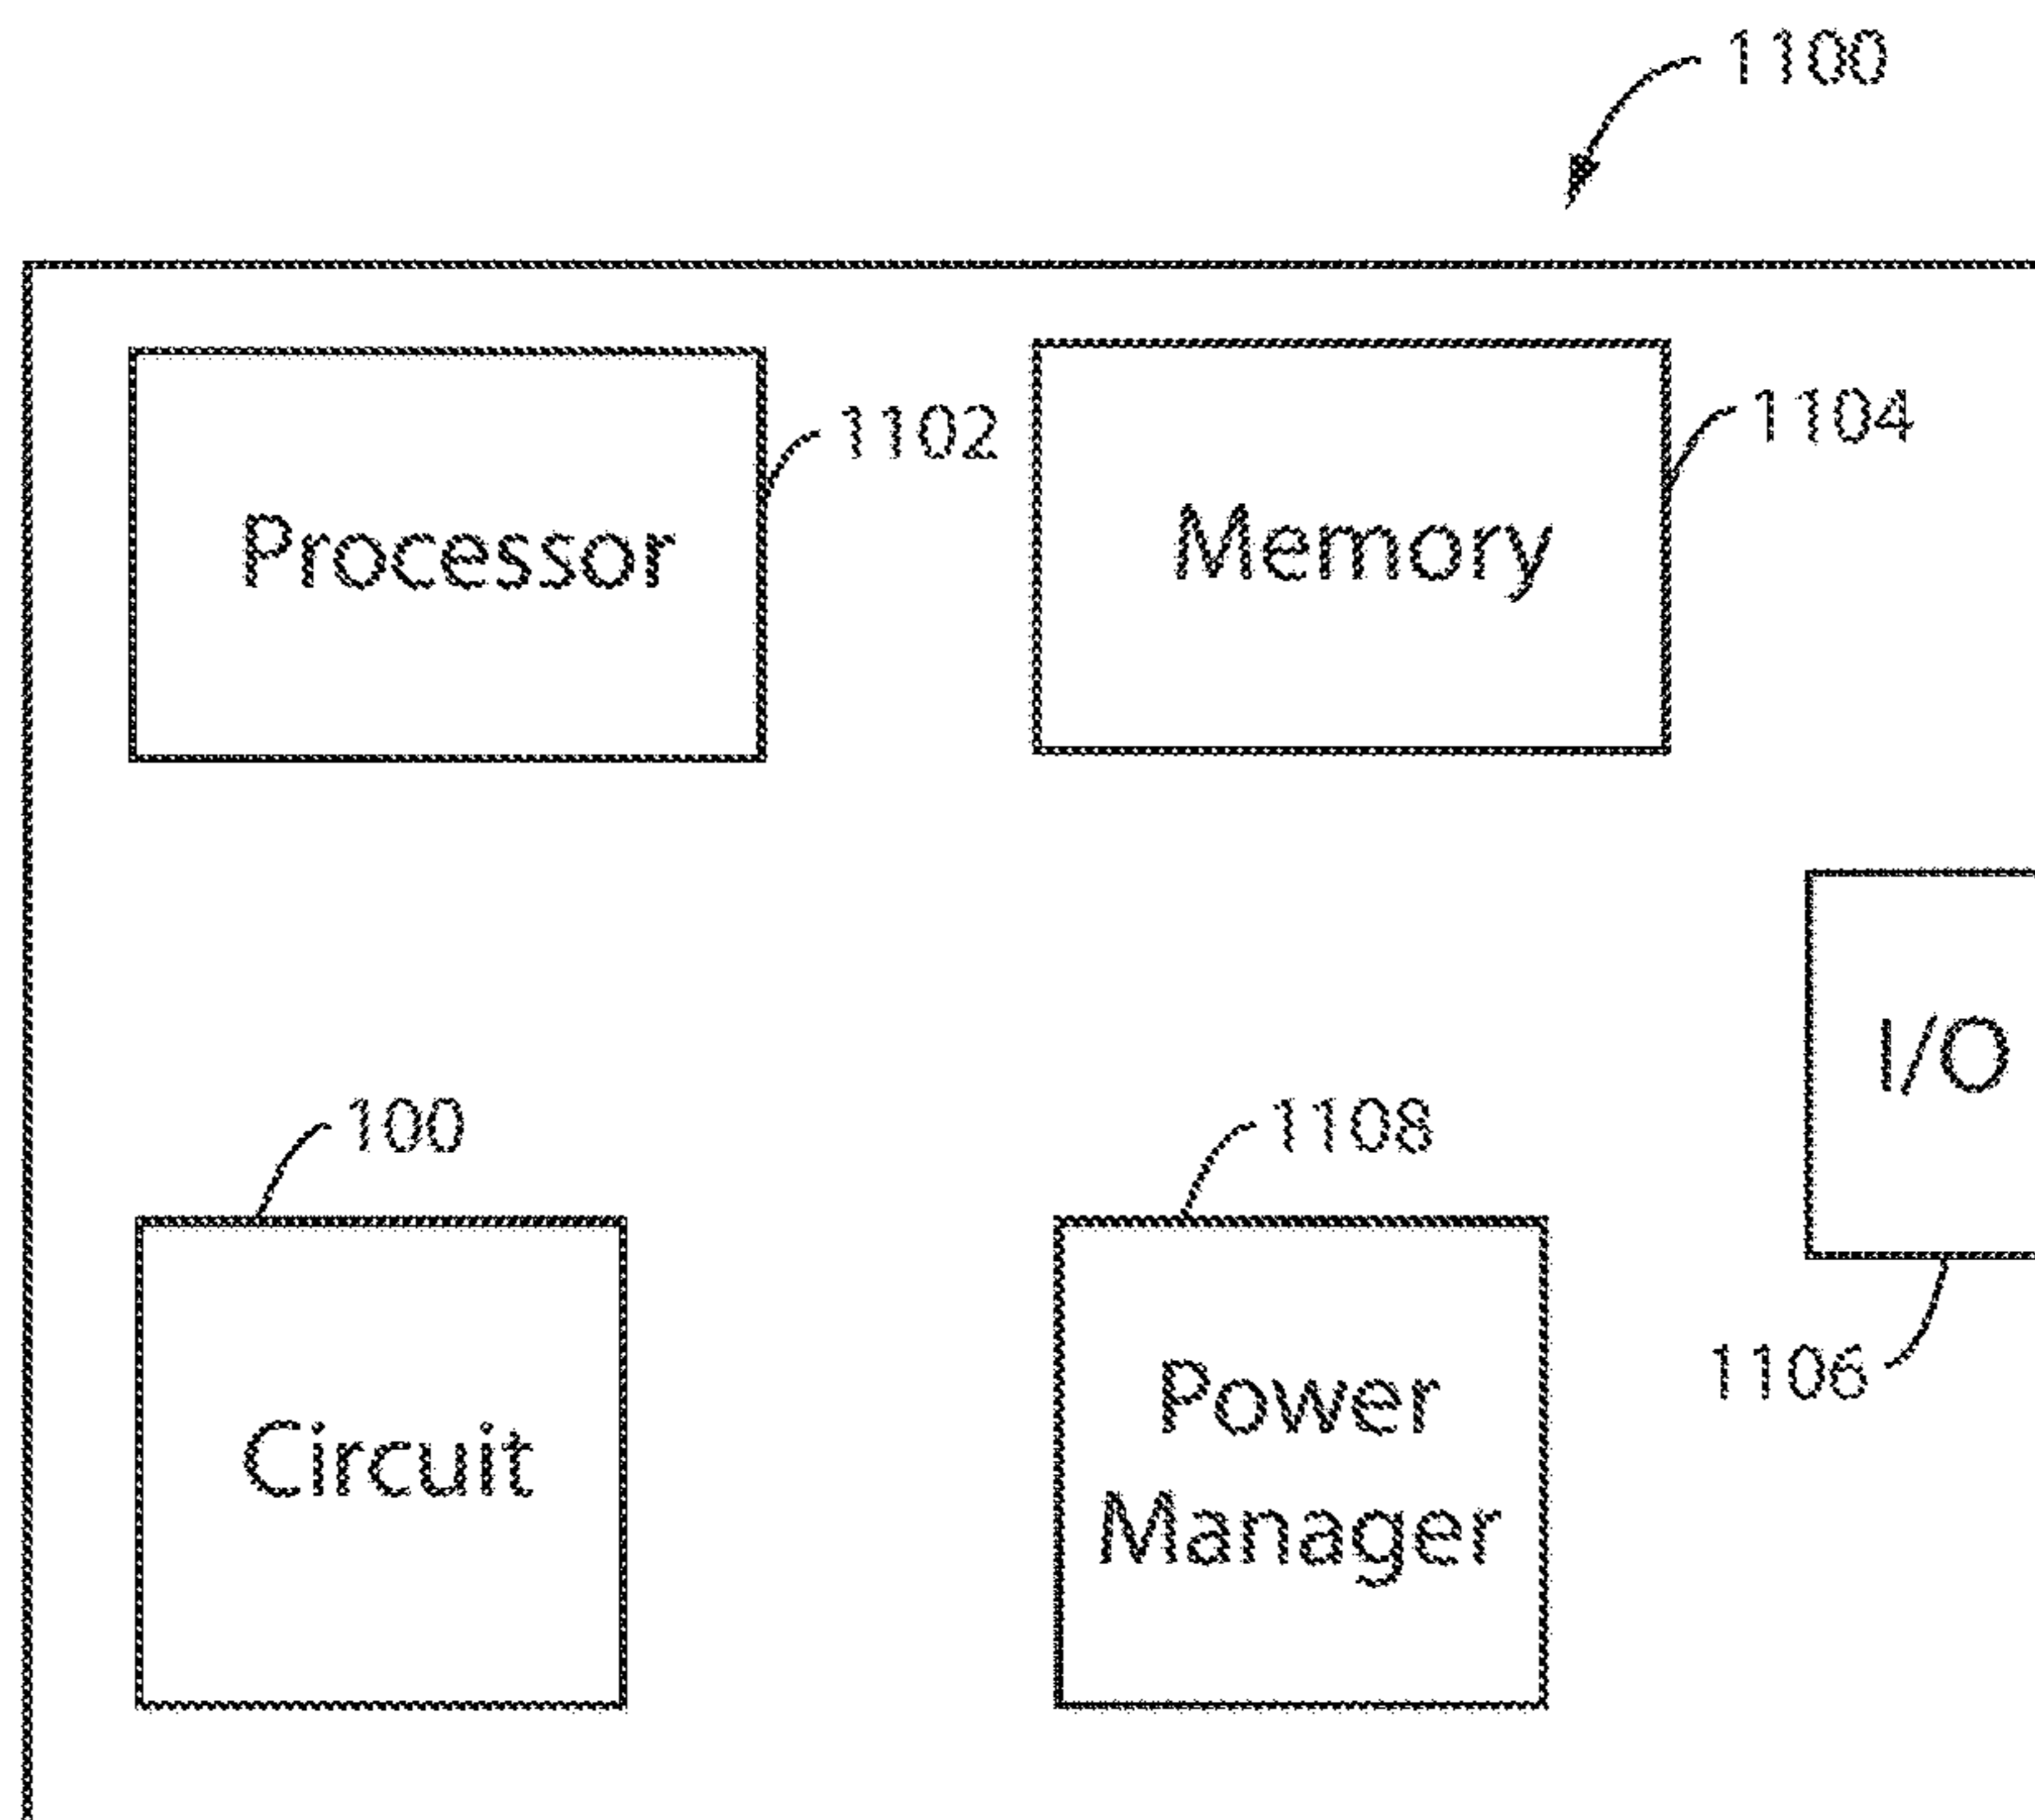 1100
Processor
1102
Memory
1104
I/O
1106
100
Circuit
1108
Power
Manager